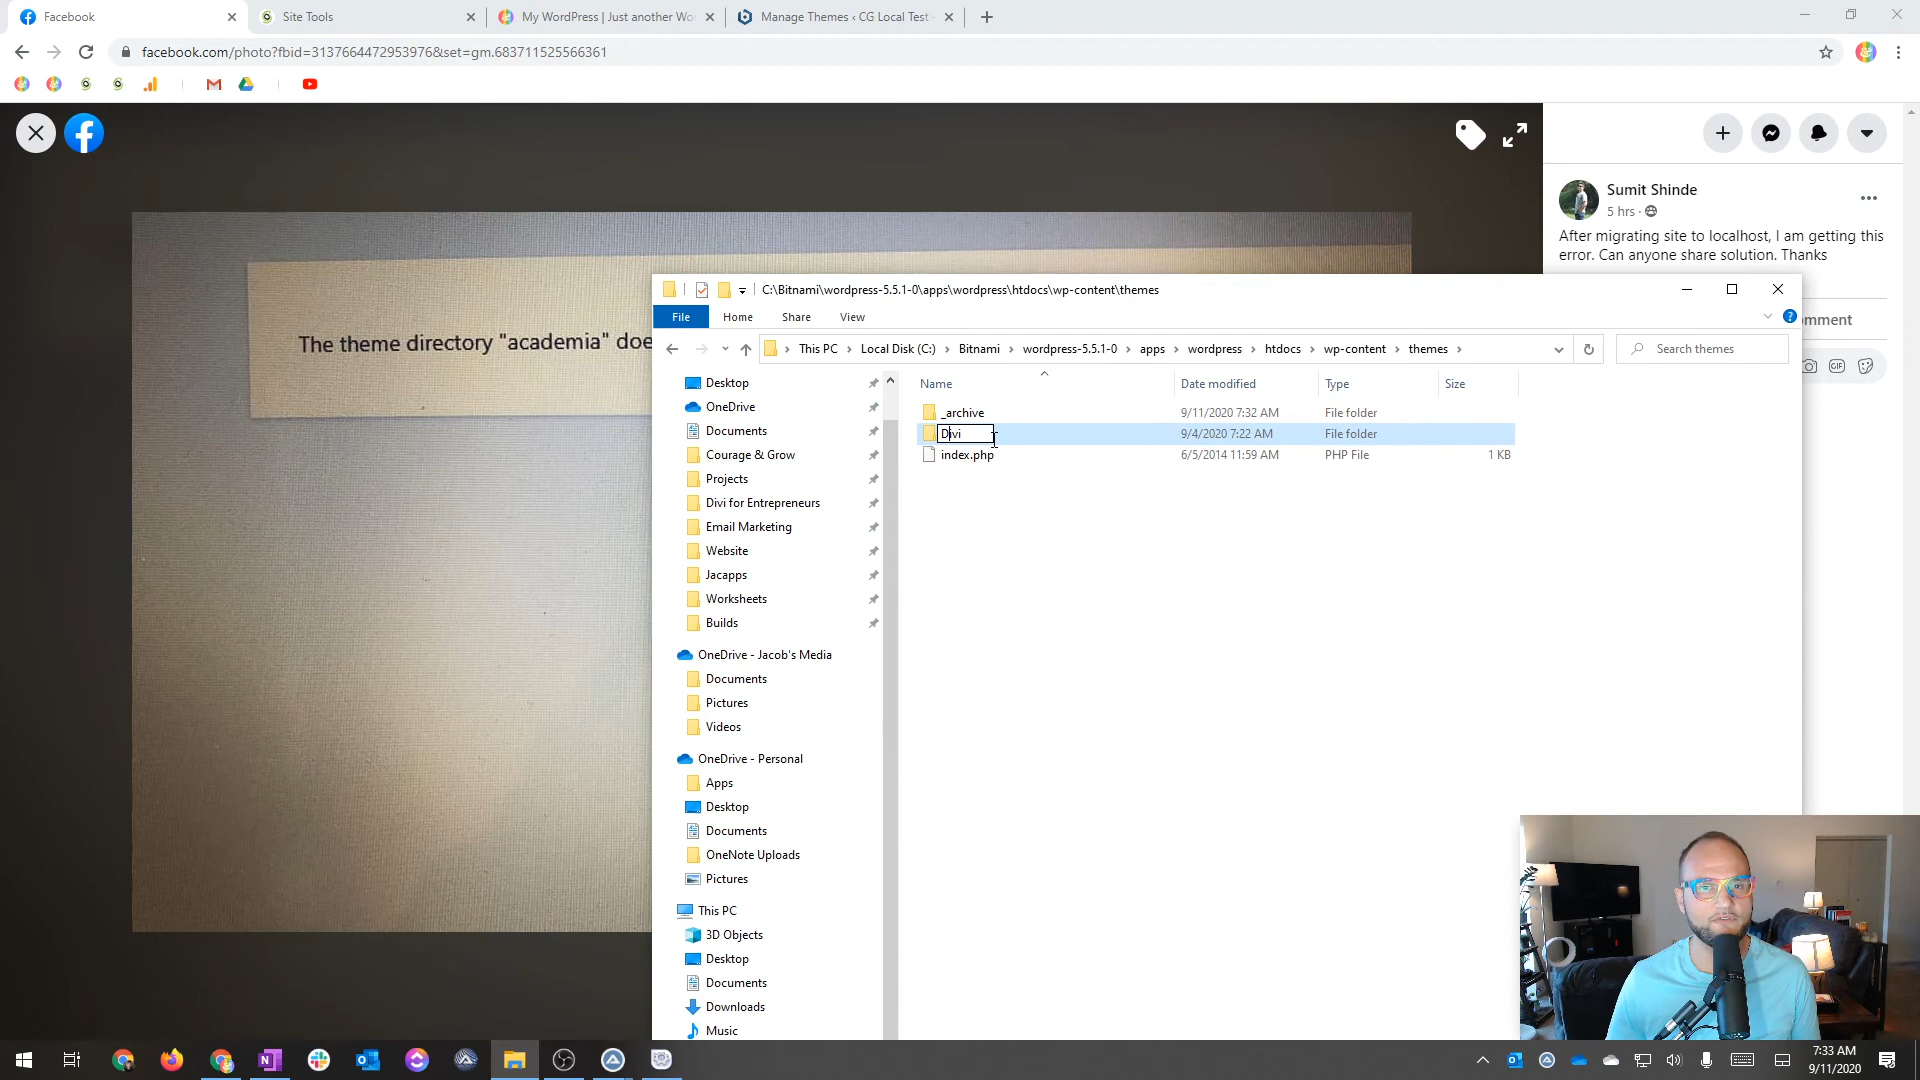 Facebook
Site Tools
My WordPress | Just another Wo
Manage Themes ‹ CG Local Test -
facebook.com/photo?fbid=3137664472953976&set=gm.683711525566361
Sumit Shinde
5 hrs ·
After migrating site to localhost, I am getting this
error. Can anyone share solution. Thanks
mment
GIF
The theme directory "academia" doe
C:\Bitnami\wordpress-5.5.1-0\apps\wordpress\htdocs\wp-content\themes
File
Home
Share
View
This PC
Local Disk (C:)
Bitnami
wordpress-5.5.1-0
apps
wordpress
htdocs
wp-content
themes
Search themes
Name
Date modified
Type
Size
_archive
9/11/2020 7:32 AM
File folder
Divi
9/4/2020 7:22 AM
File folder
index.php
6/5/2014 11:59 AM
PHP File
1 KB
Desktop
OneDrive
Documents
Courage & Grow
Projects
Divi for Entrepreneurs
Email Marketing
Website
Jacapps
Worksheets
Builds
OneDrive - Jacob's Media
Documents
Pictures
Videos
OneDrive - Personal
Apps
Desktop
Documents
OneNote Uploads
Pictures
This PC
3D Objects
Desktop
Documents
Downloads
Music
7:33 AM
9/11/2020